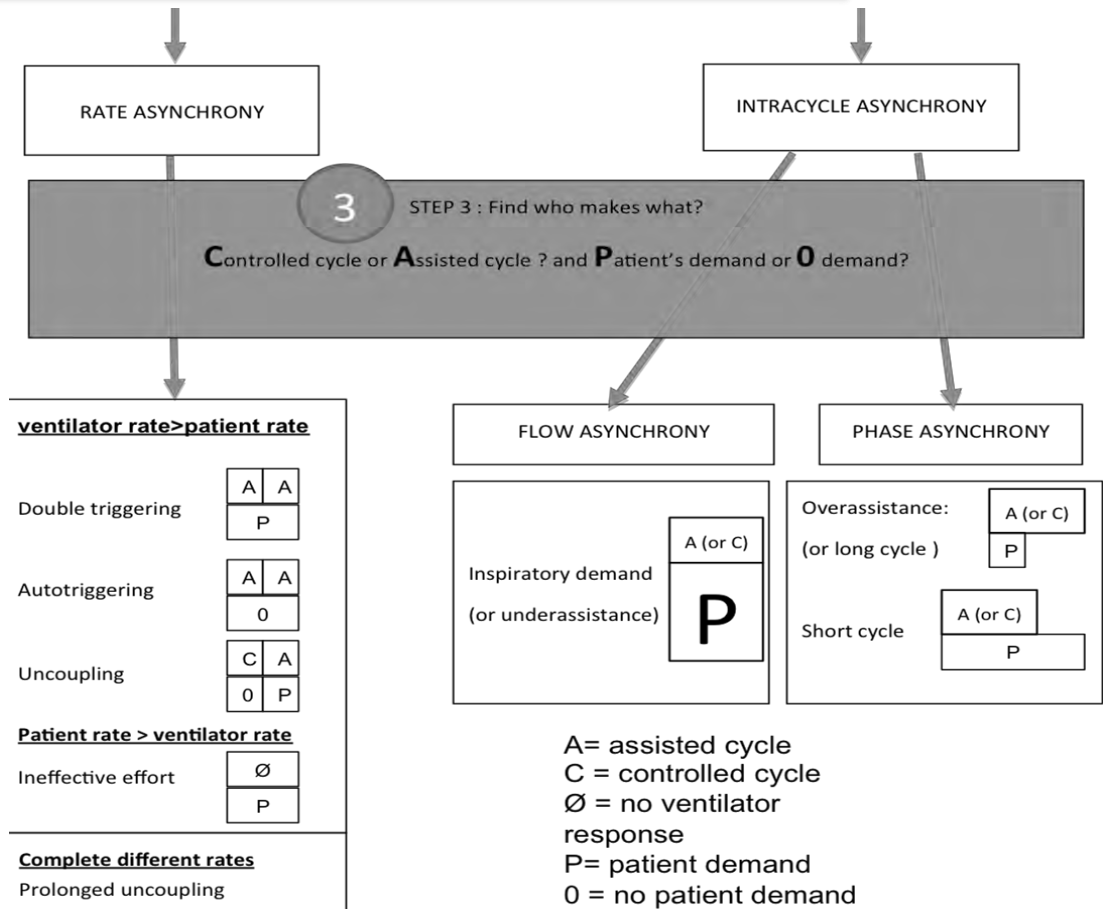 RATE ASYNCHRONY
INTRACYCLE ASYNCHRONY
3
STEP 3 : Find who makes what?
Controlled cycle or Assisted cycle ? and Patient's demand or 0 demand?
ventilator rate>patient rate
Double triggering
A A
P
Autotriggering
A A
0
Uncoupling
C A
0 P
Patient rate > ventilator rate
Ineffective effort
Ø
P
Complete different rates
Prolonged uncoupling
FLOW ASYNCHRONY
Inspiratory demand
(or underassistance)
A (or C)
P
PHASE ASYNCHRONY
Overassistance:
(or long cycle )
A (or C)
P
Short cycle
A (or C)
P
A= assisted cycle
C = controlled cycle
Ø = no ventilator
response
P= patient demand
0 = no patient demand